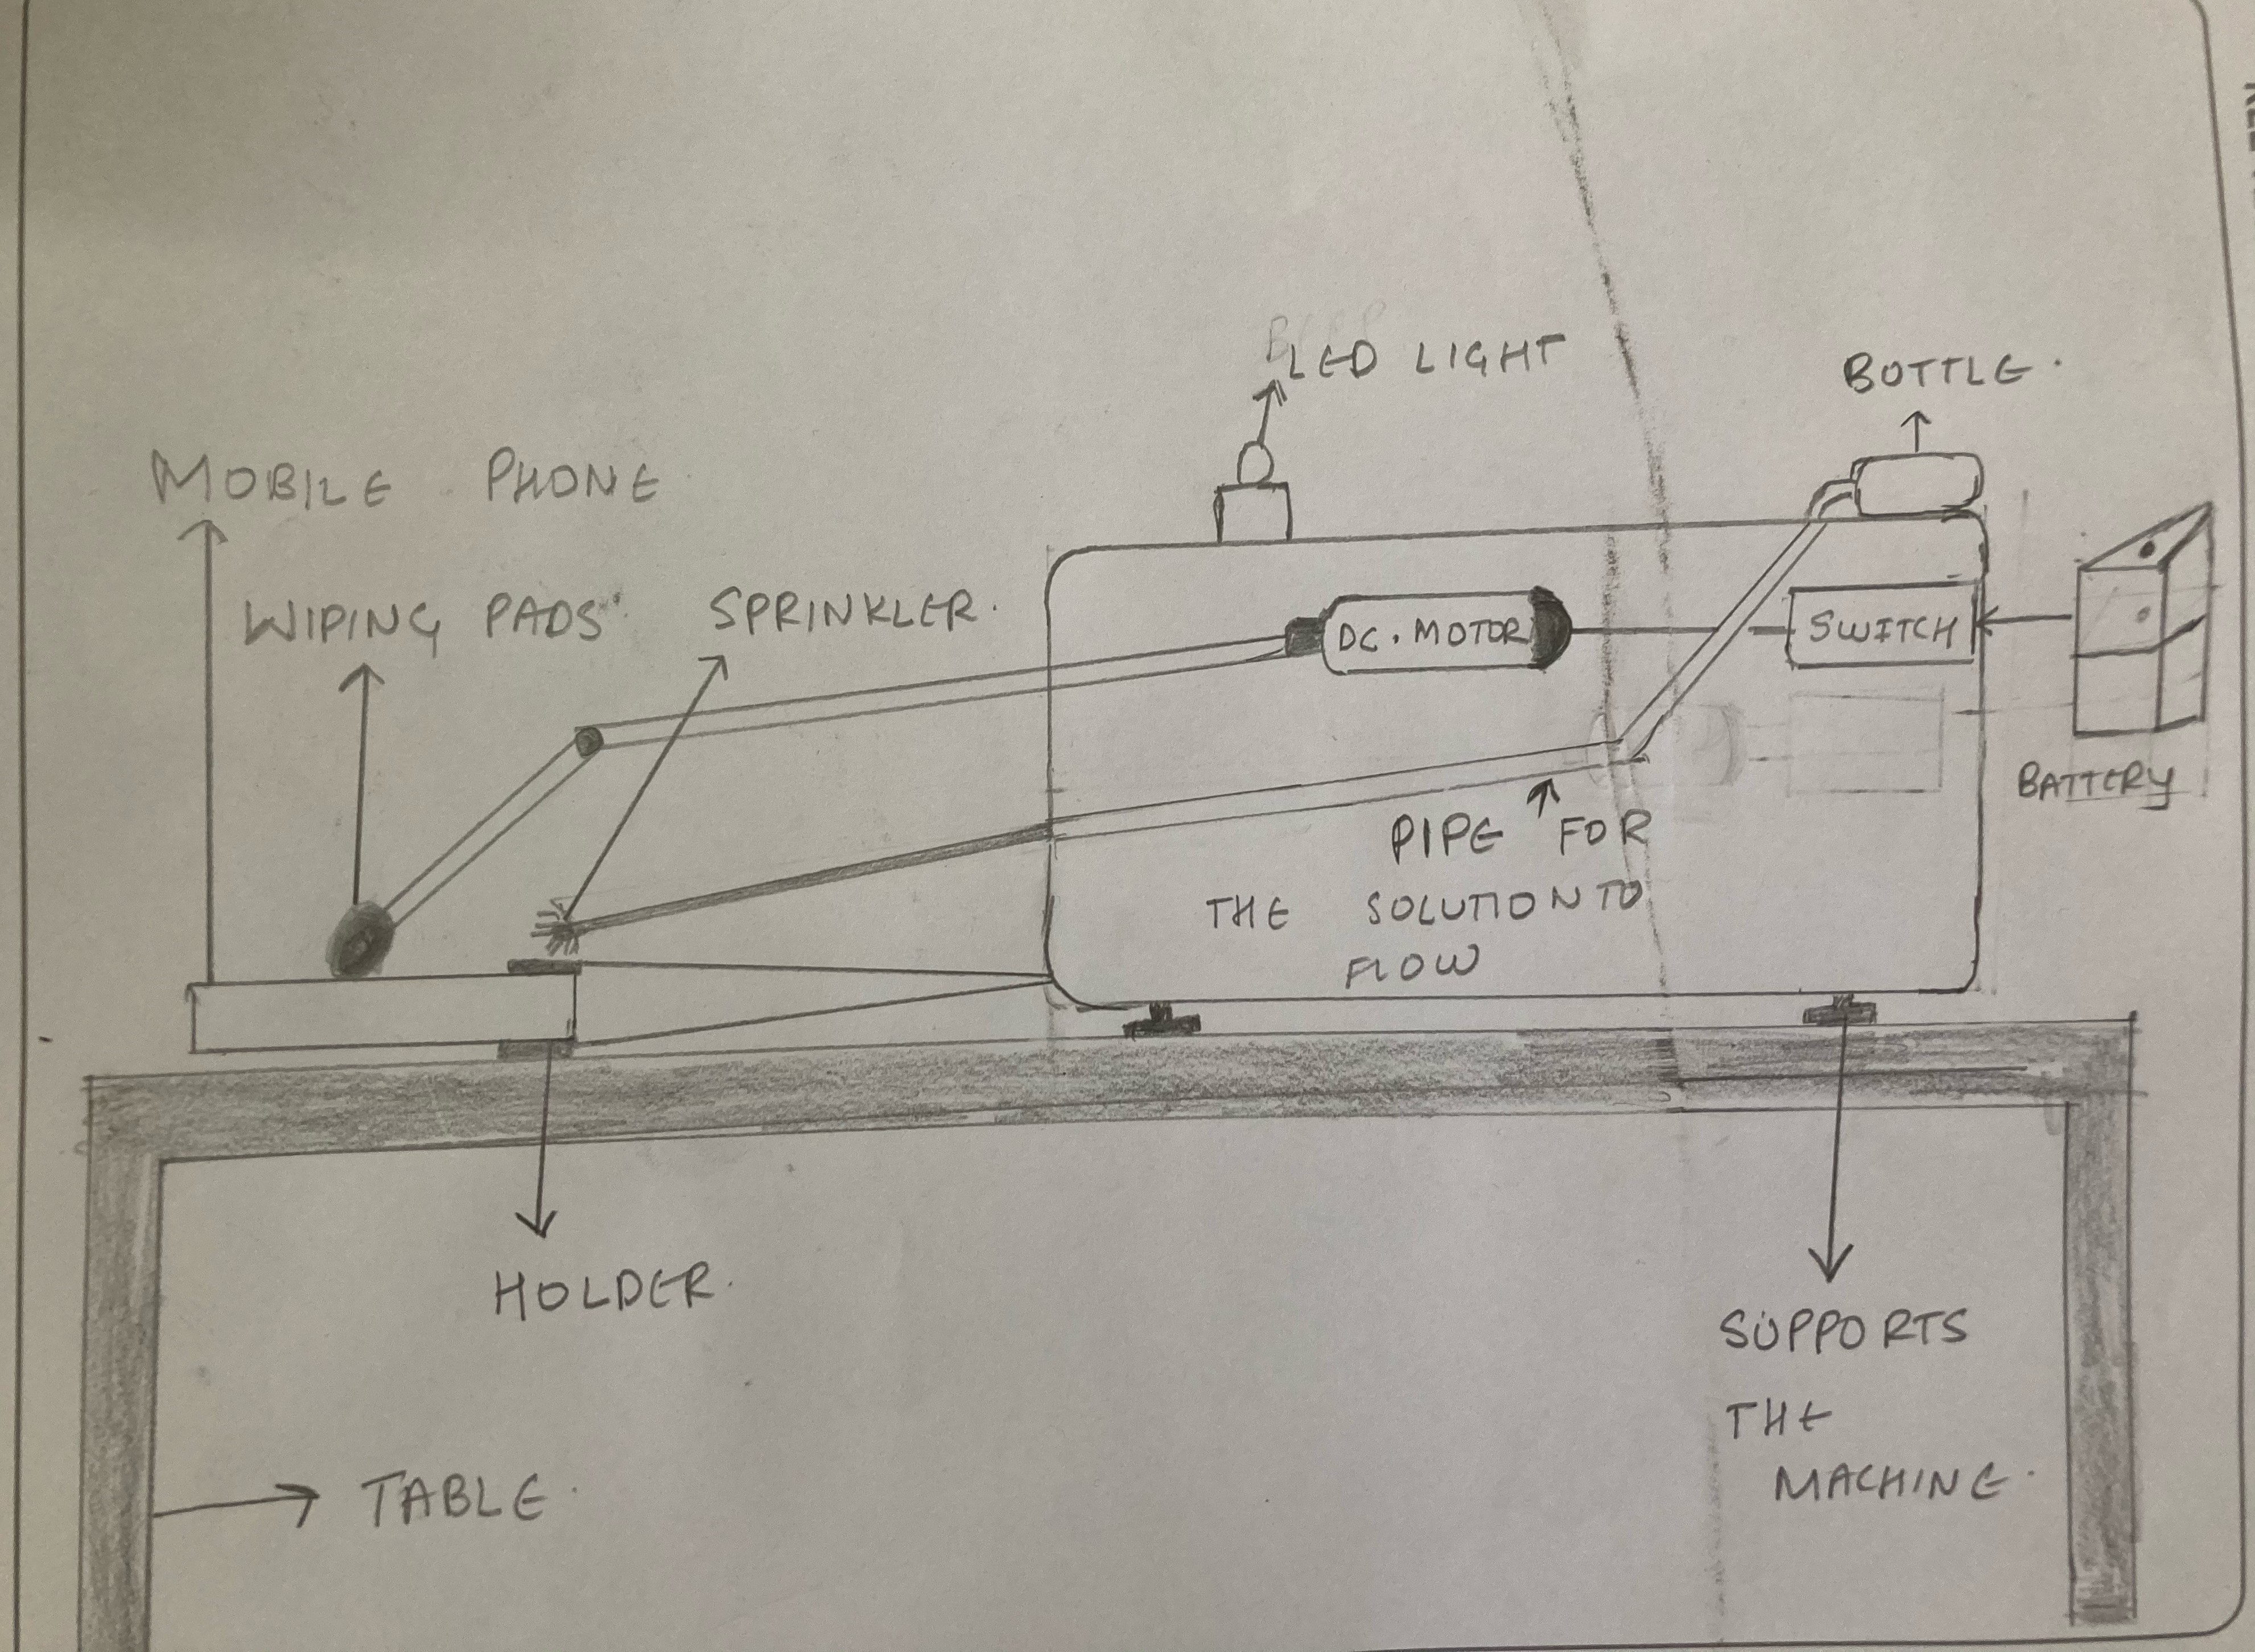 LED LIGHT
BOTTLE.
MOBILE PHONE
WIPING PADS
SPRINKLER.
DC. MOTOR
SWITCH
BATTERY
PIPE FOR
THE SOLUTION TO
FLOW
HOLDER.
SUPPORTS
THE
MACHINE.
TABLE.